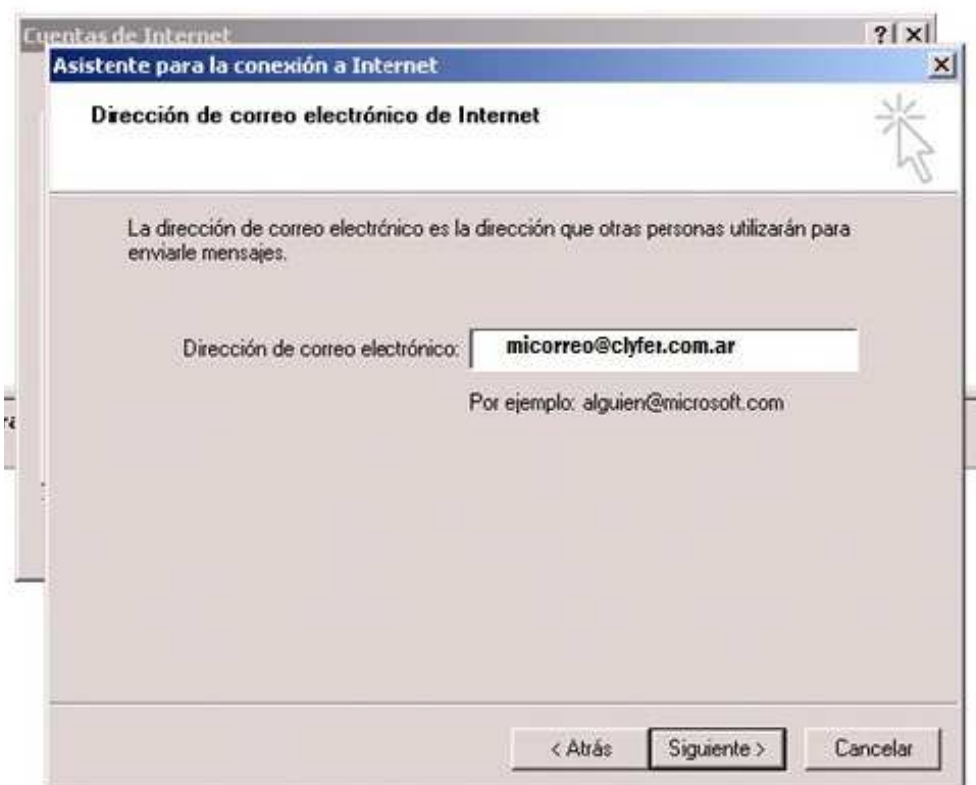 Cuentas de Internet
Asistente para la conexión a Internet
Dirección de correo electrónico de Internet
La dirección de correo electrónico es la dirección que otras personas utilizarán para
enviarle mensajes.
Dirección de correo electrónico: micorreo@clyfer.com.ar
Por ejemplo: alguien@microsoft.com
< Atrás Siguiente > Cancelar